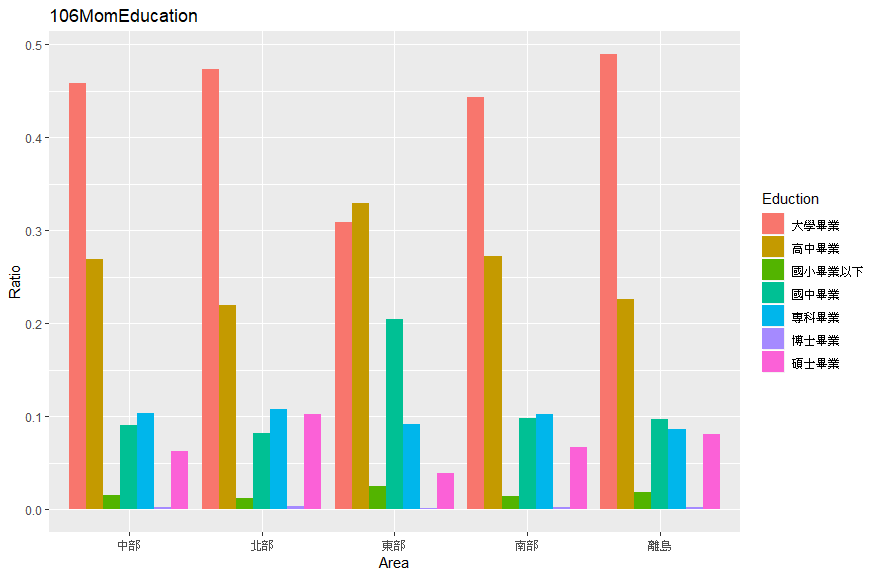 106MomEducation
0.5
0.4
0.3
0.2
0.1
0.0
Ratio
中部
北部
東部
南部
離島
Area
Eduction
大學畢業
高中畢業
國小畢業以下
國中畢業
專科畢業
博士畢業
碩士畢業